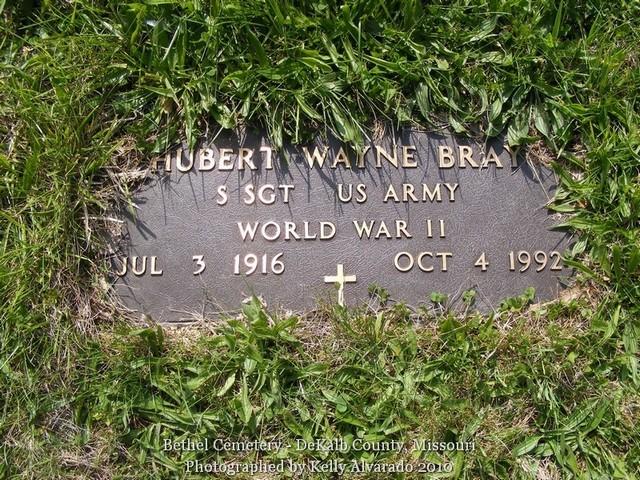 HUBERT WAYNE BRAY
S SGT US ARMY
WORLD WAR II
JUL 3 1916 OCT 4 1992
Bethel Cemetery - DeKalb County, Missouri
Photographed by Kelly Alvarado 2010